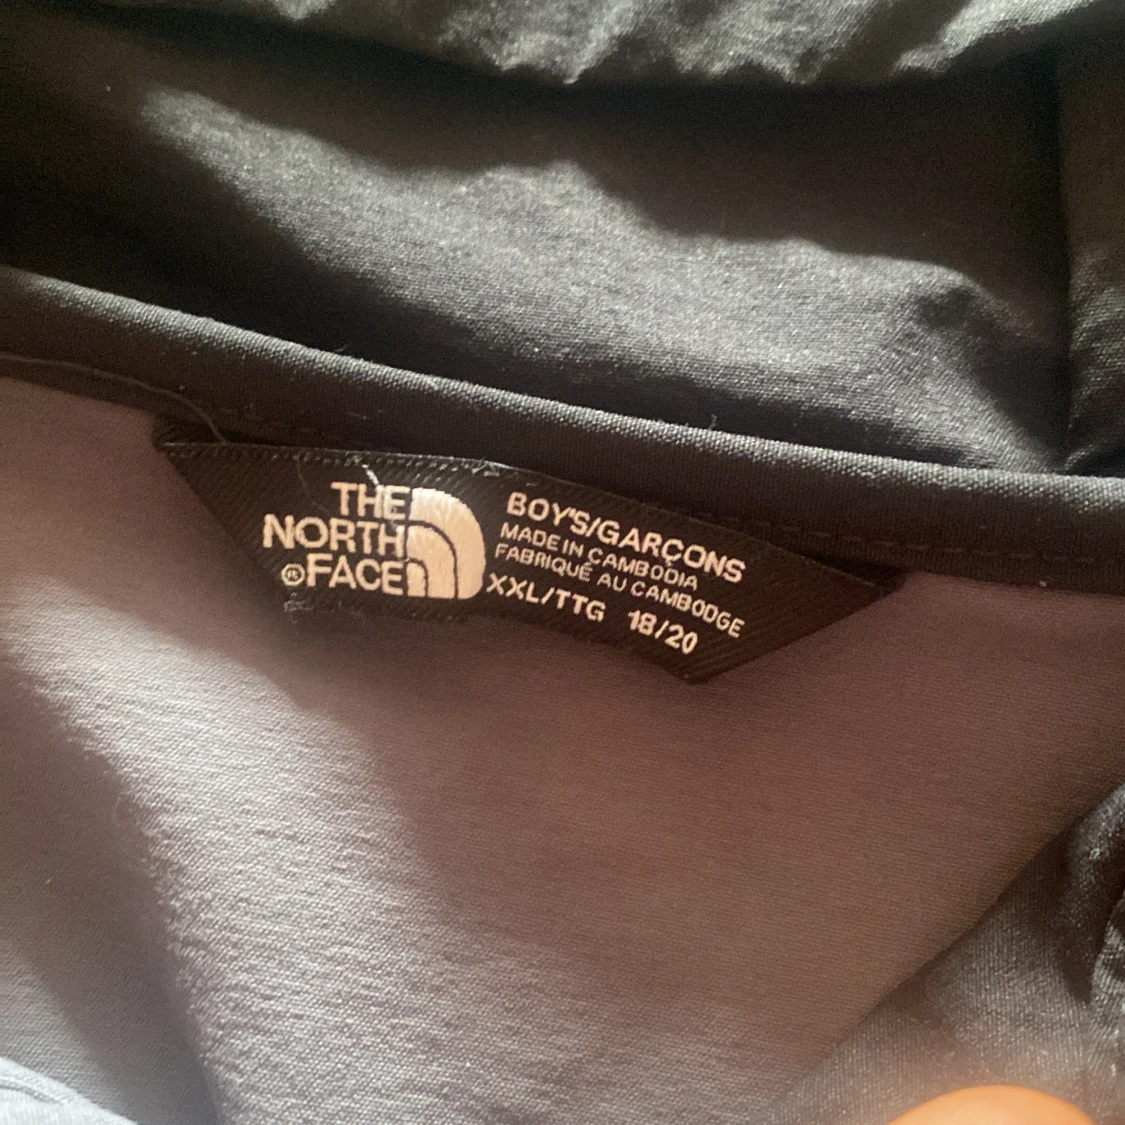 THE
NORTH
®FACE
BOY'S/GARÇONS
MADE IN CAMBODIA
FABRIQUÉ AU CAMBODGE
XXL/TTG 18/20